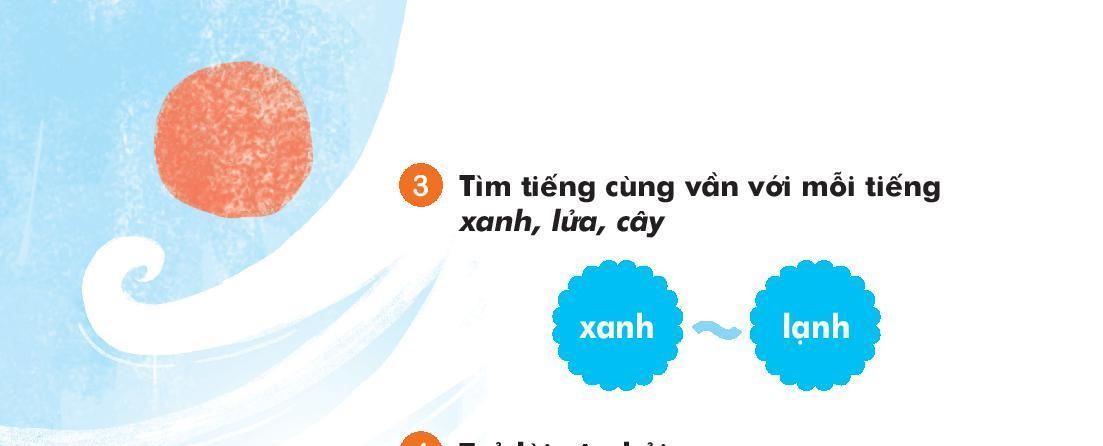 3 Tìm tiếng cùng vần với mỗi tiếng
xanh, lửa, cây
xanh ~ lạnh